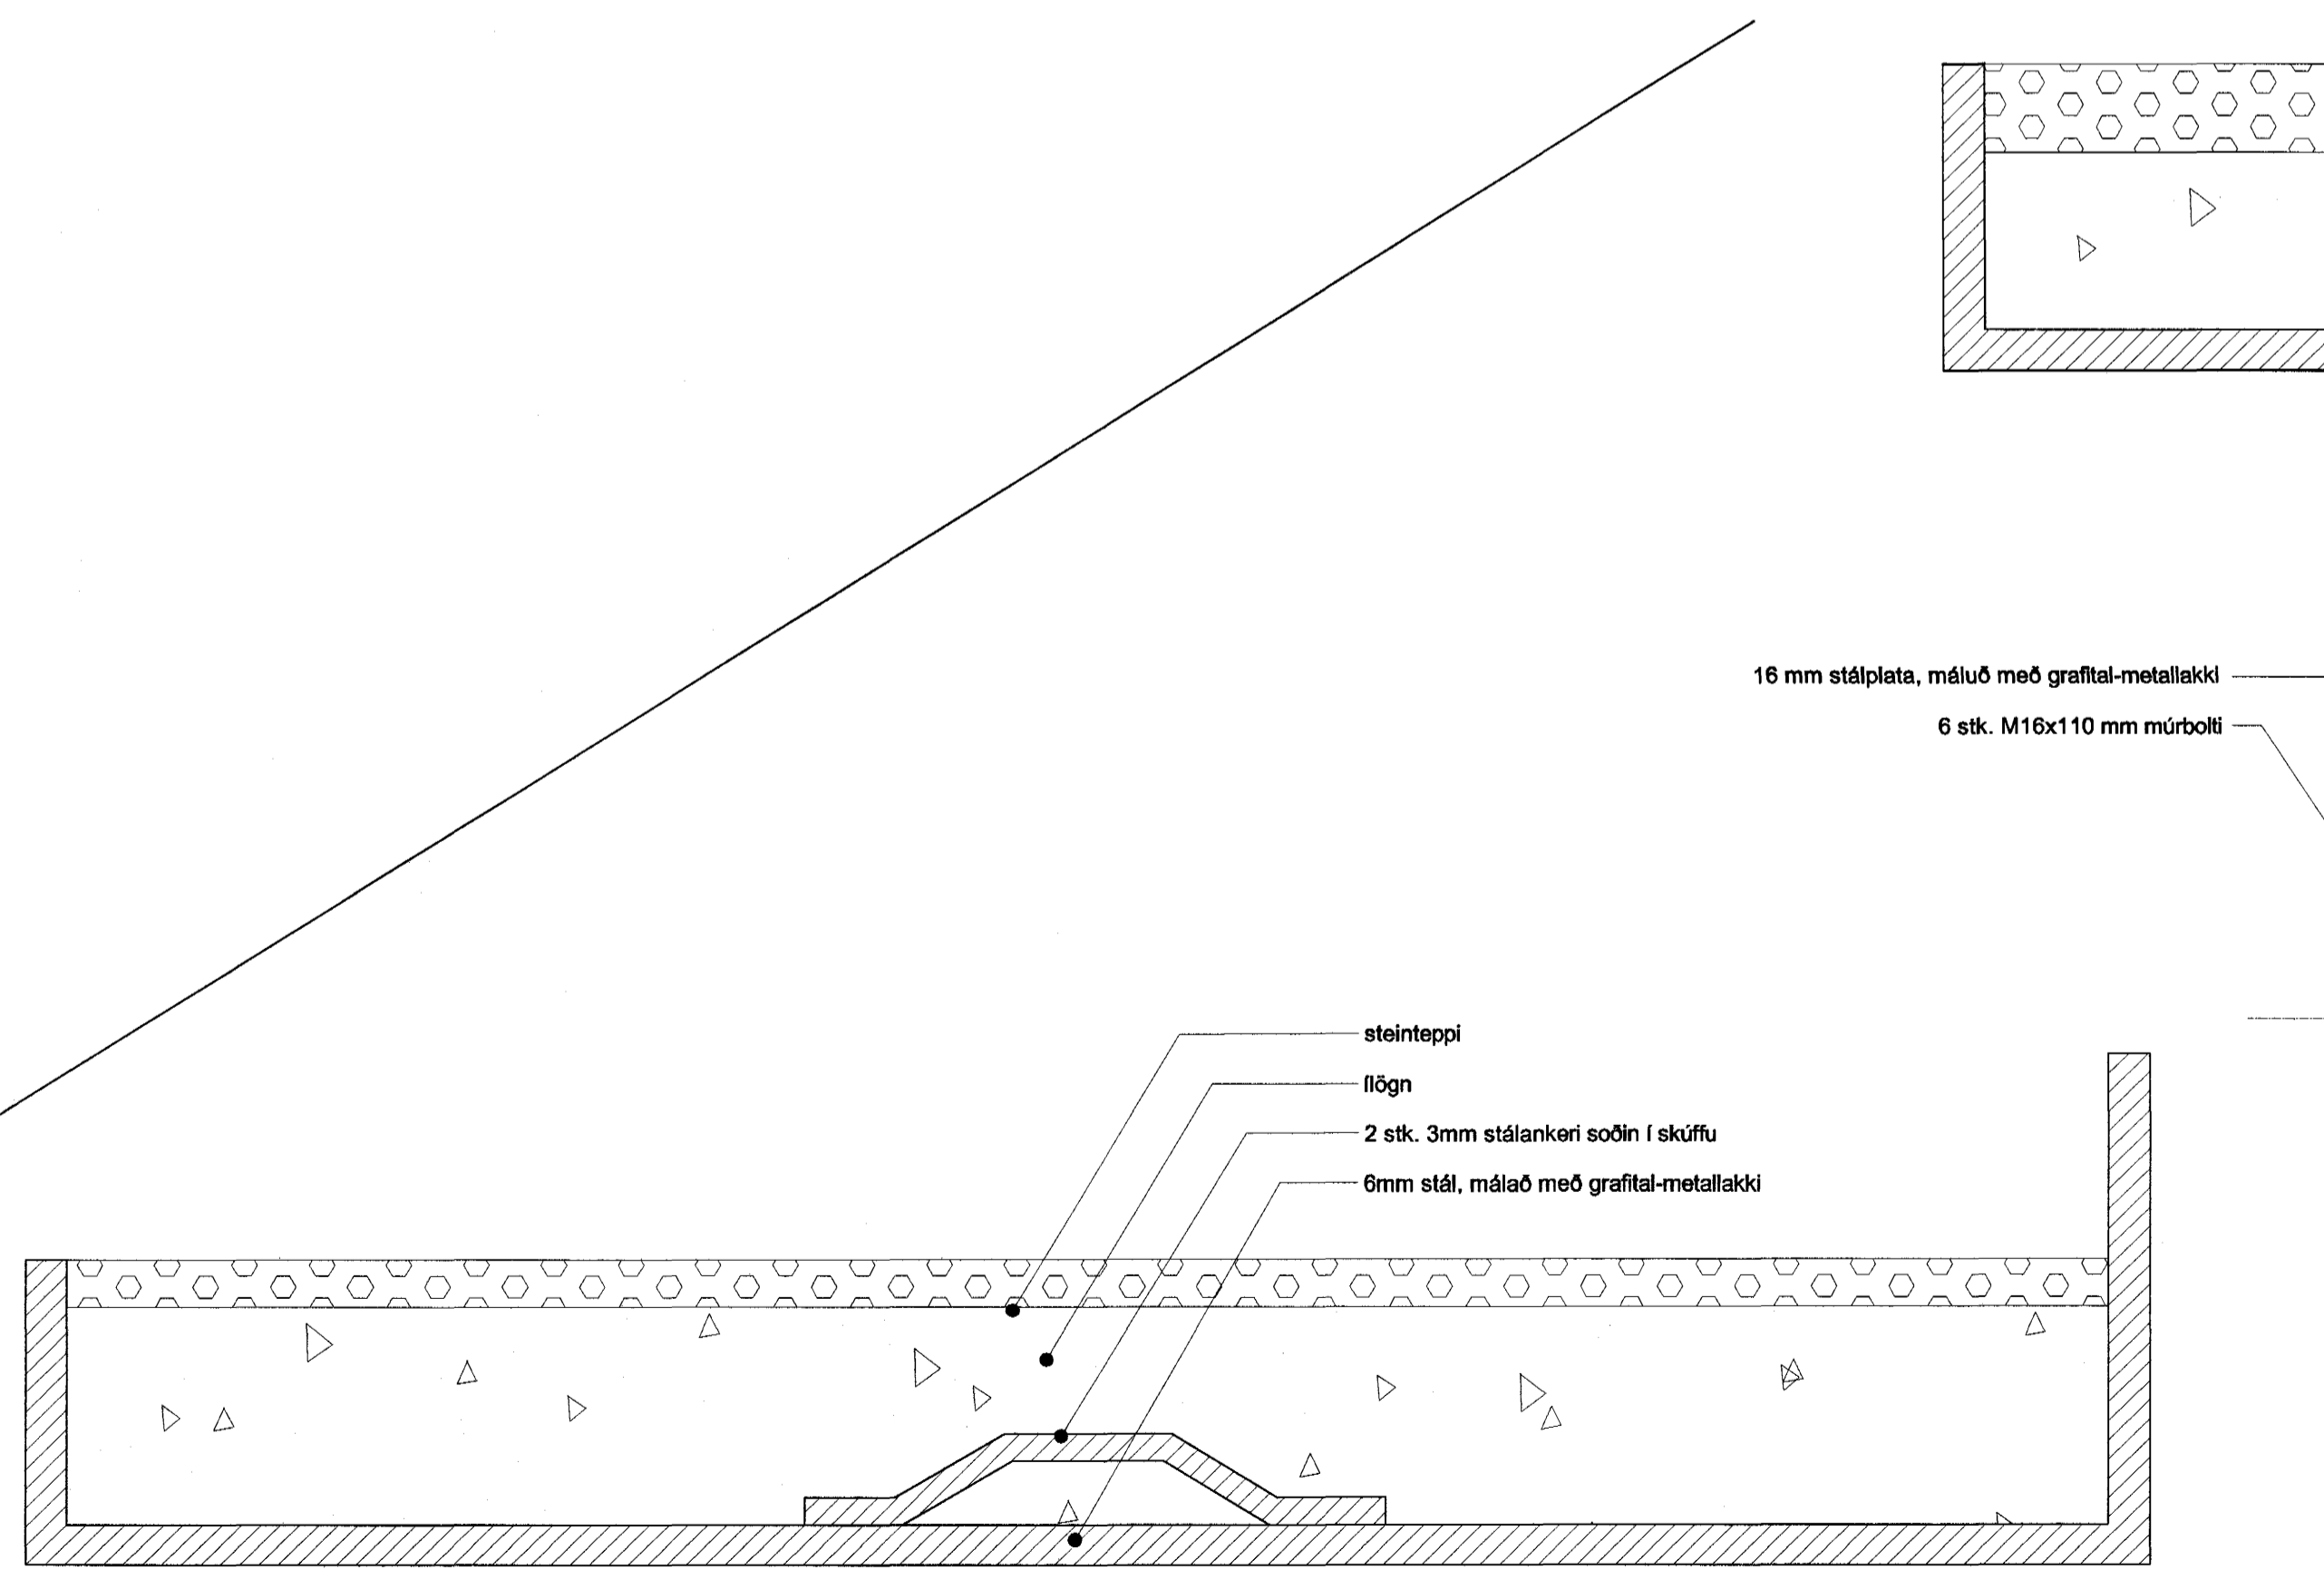 16 mm stálplata, máluð með grafital-metallakki
6 stk. M16x110 mm múrbolti
steinteppi
ílögn
2 stk. 3mm stálankeri soðin í skúffu
6mm stál, málað með grafital-metallakki